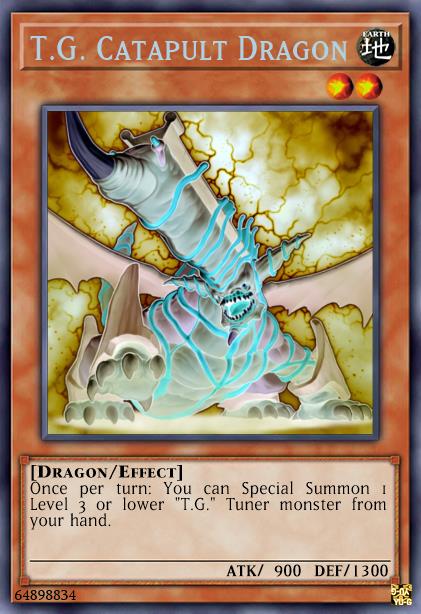 T.G. Catapult Dragon
EARTH
地
[Dragon/Effect]
Once per turn: You can Special Summon 1
Level 3 or lower "T.G." Tuner monster from
your hand.
ATK/ 900 DEF/1300
64898834